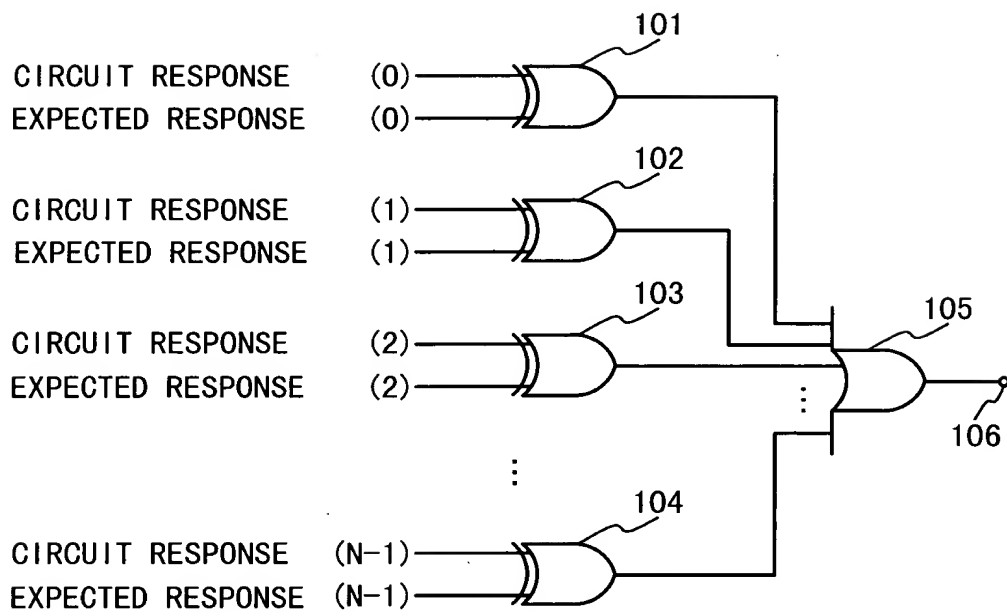 101
CIRCUIT RESPONSE (0)
EXPECTED RESPONSE (0)
102
CIRCUIT RESPONSE (1)
EXPECTED RESPONSE (1)
103
105
CIRCUIT RESPONSE (2)
EXPECTED RESPONSE (2)
106
104
CIRCUIT RESPONSE (N-1)
EXPECTED RESPONSE (N-1)